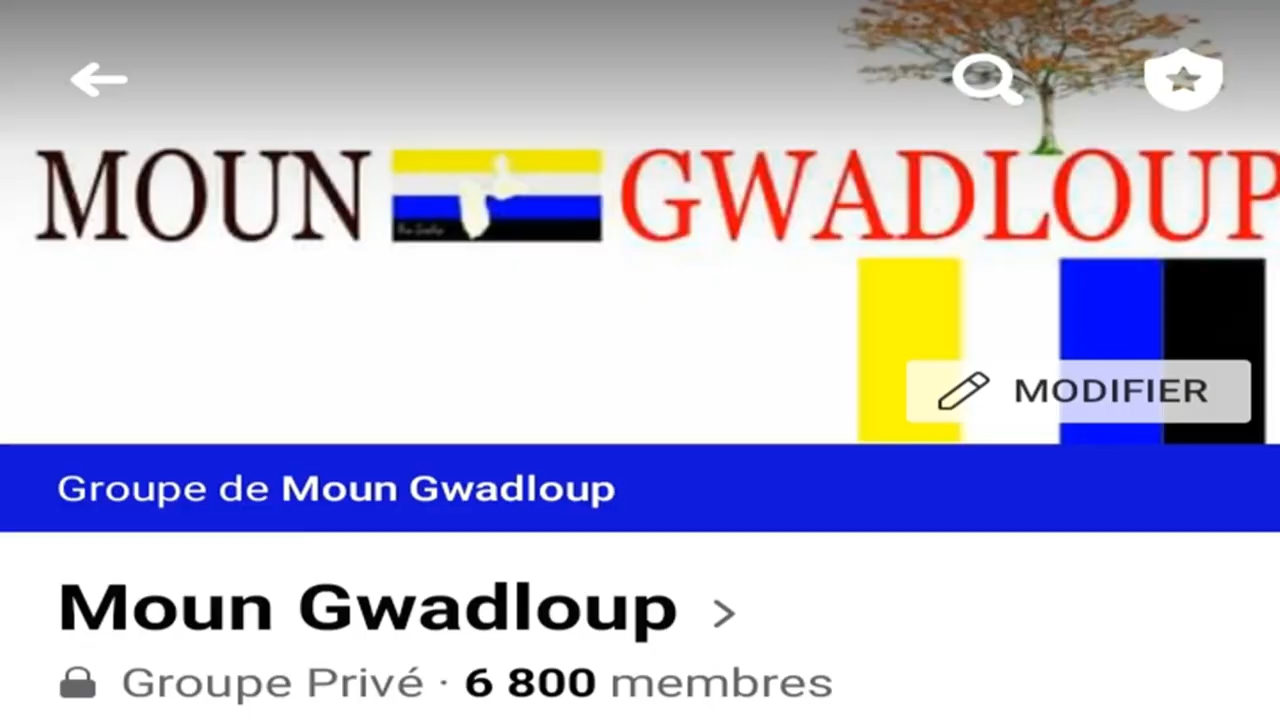 MOUN GWADLOUP
MODIFIER
Groupe de Moun Gwadloup
Moun Gwadloup >
Groupe Privé · 6 800 membres